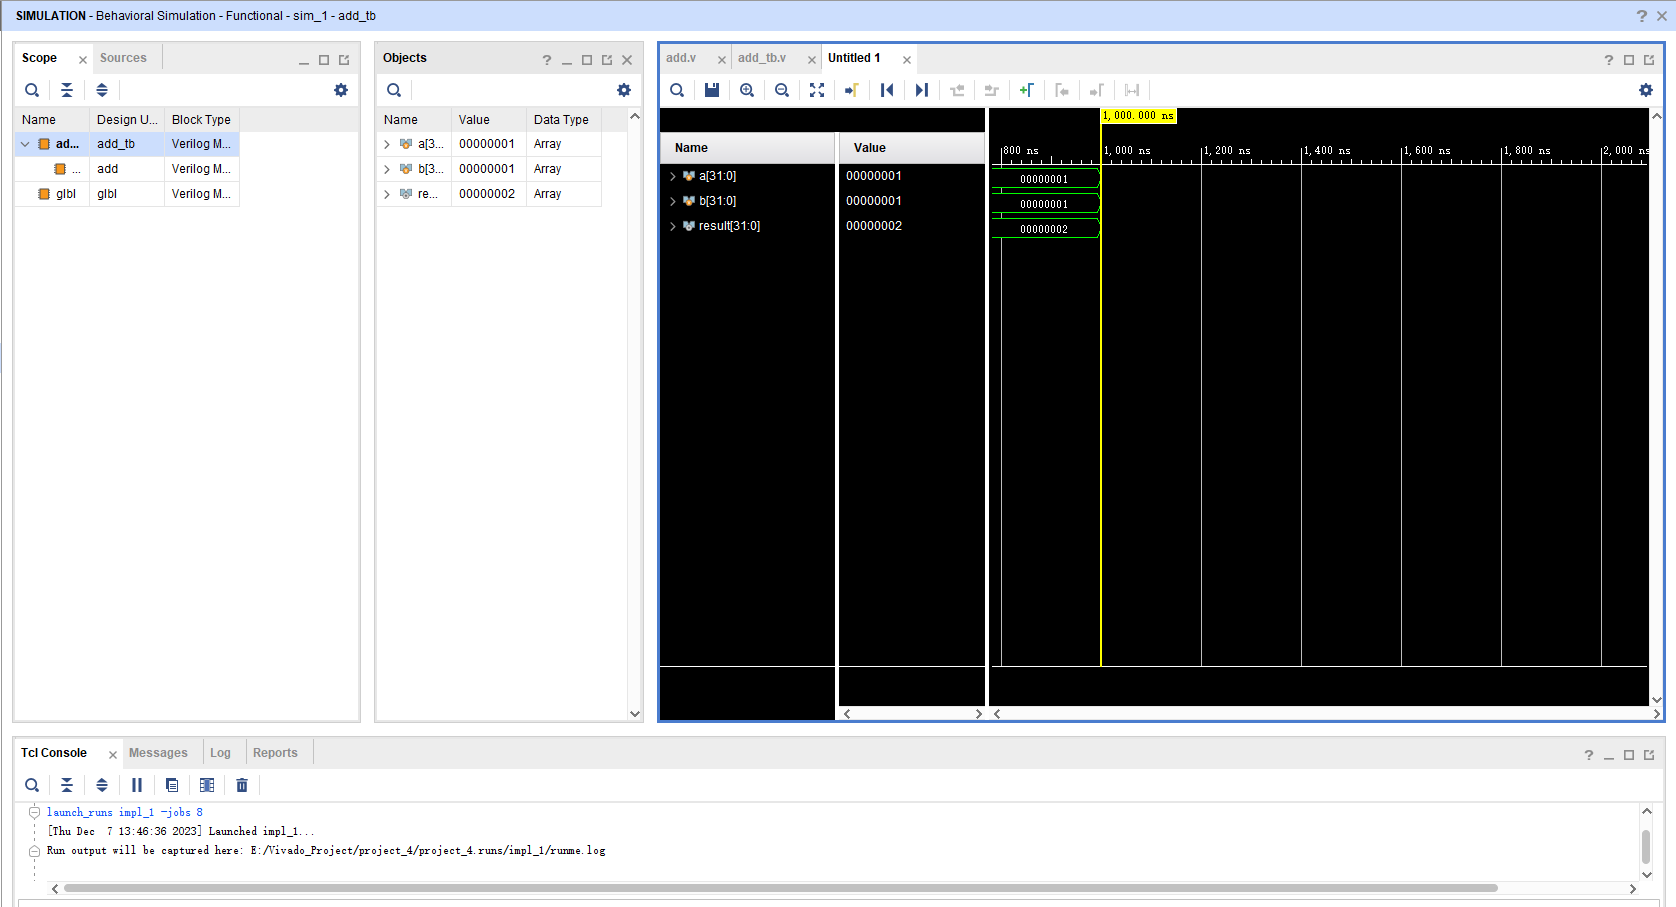 SIMULATION - Behavioral Simulation - Functional - sim_1 - add_tb
Scope
Sources
Name Design U... Block Type
ad... add_tb Verilog M...
... add Verilog M...
glbl glbl Verilog M...
Objects
Name Value Data Type
a[3... 00000001 Array
b[3... 00000001 Array
re... 00000002 Array
add.v
add_tb.v
Untitled 1
Name Value
a[31:0] 00000001
b[31:0] 00000001
result[31:0] 00000002
1,000.000 ns
800 ns 1,000 ns 1,200 ns 1,400 ns 1,600 ns 1,800 ns 2,000 ns
00000001
00000001
00000002
Tcl Console
Messages
Log
Reports
launch_runs impl_1 -jobs 8
[Thu Dec  7 13:46:36 2023] Launched impl_1...
Run output will be captured here: E:/Vivado_Project/project_4/project_4.runs/impl_1/runme.log